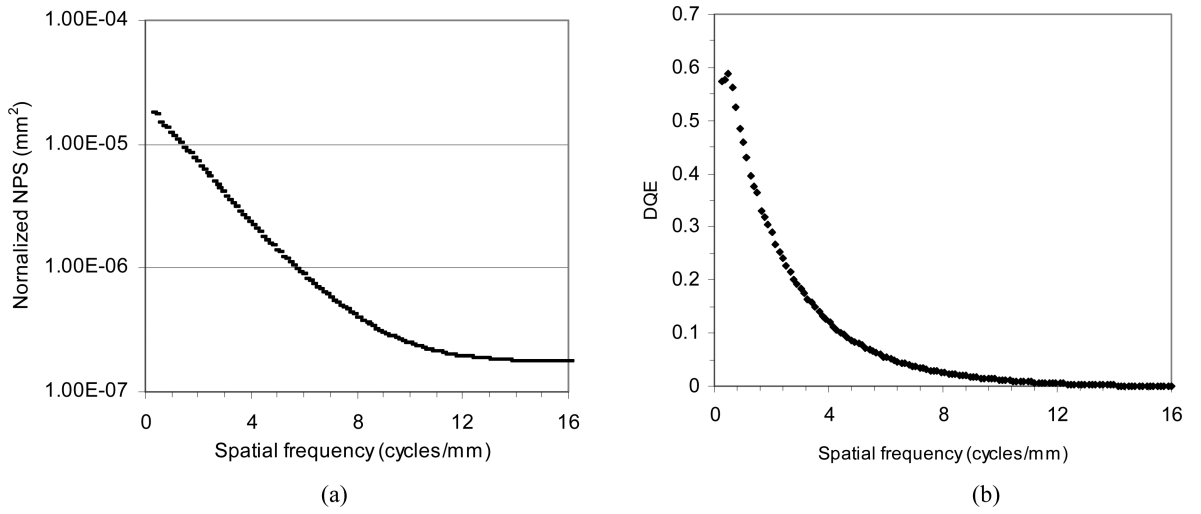 1.00E-04
1.00E-05
1.00E-06
1.00E-07
Nornalized NPS (mm²)
0 4 8 12 16
Spatial frequency (cycles/mm)
(a)
0.7
0.6
0.5
0.4
0.3
0.2
0.1
0
DQE
0 4 8 12 16
Spatial frequency (cycles/mm)
(b)